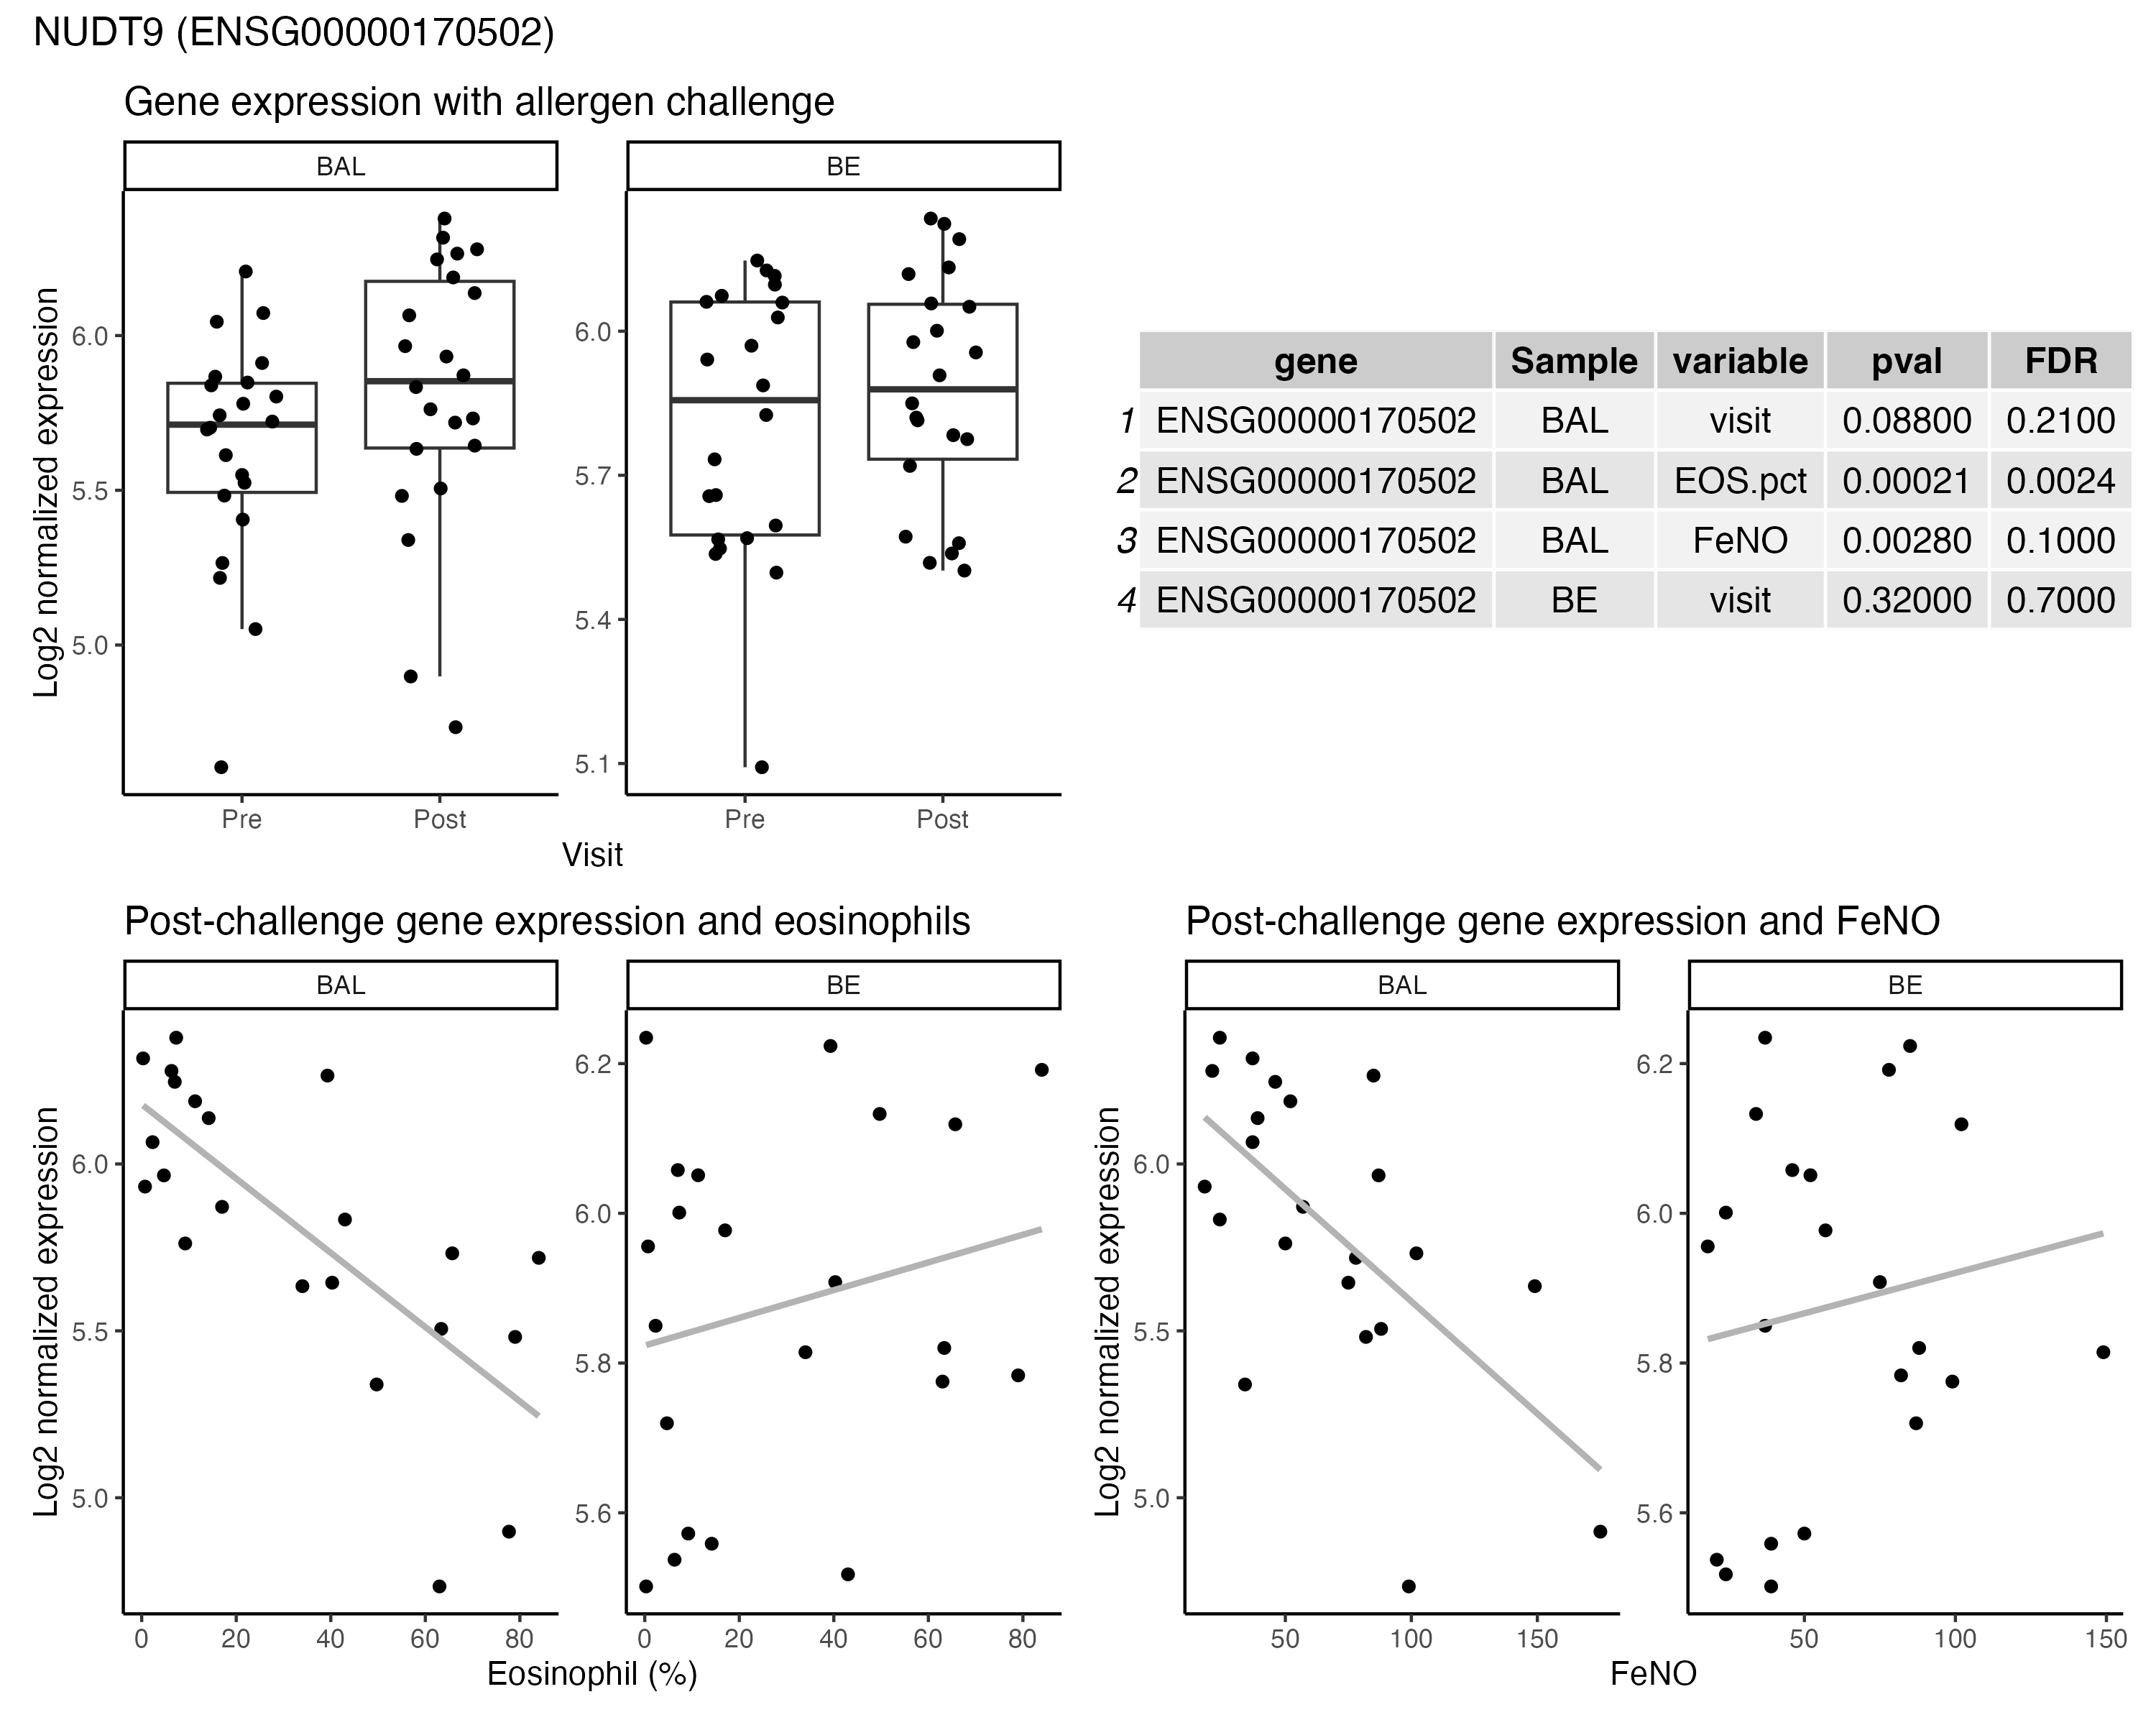 NUDT9 (ENSG00000170502)
Gene expression with allergen challenge
BAL
BE
Log2 normalized expression
6.0
5.5
5.0
6.0
5.7
5.4
5.1
Pre
Post
Pre
Post
Visit
gene Sample variable pval FDR
1 ENSG00000170502 BAL visit 0.08800 0.2100
2 ENSG00000170502 BAL EOS.pct 0.00021 0.0024
3 ENSG00000170502 BAL FeNO 0.00280 0.1000
4 ENSG00000170502 BE visit 0.32000 0.7000
Post-challenge gene expression and eosinophils
BAL
BE
Log2 normalized expression
6.0
5.5
5.0
6.2
6.0
5.8
5.6
0 20 40 60 80
0 20 40 60 80
Eosinophil (%)
Post-challenge gene expression and FeNO
BAL
BE
Log2 normalized expression
6.0
5.5
5.0
6.2
6.0
5.8
5.6
50 100 150
50 100 150
FeNO